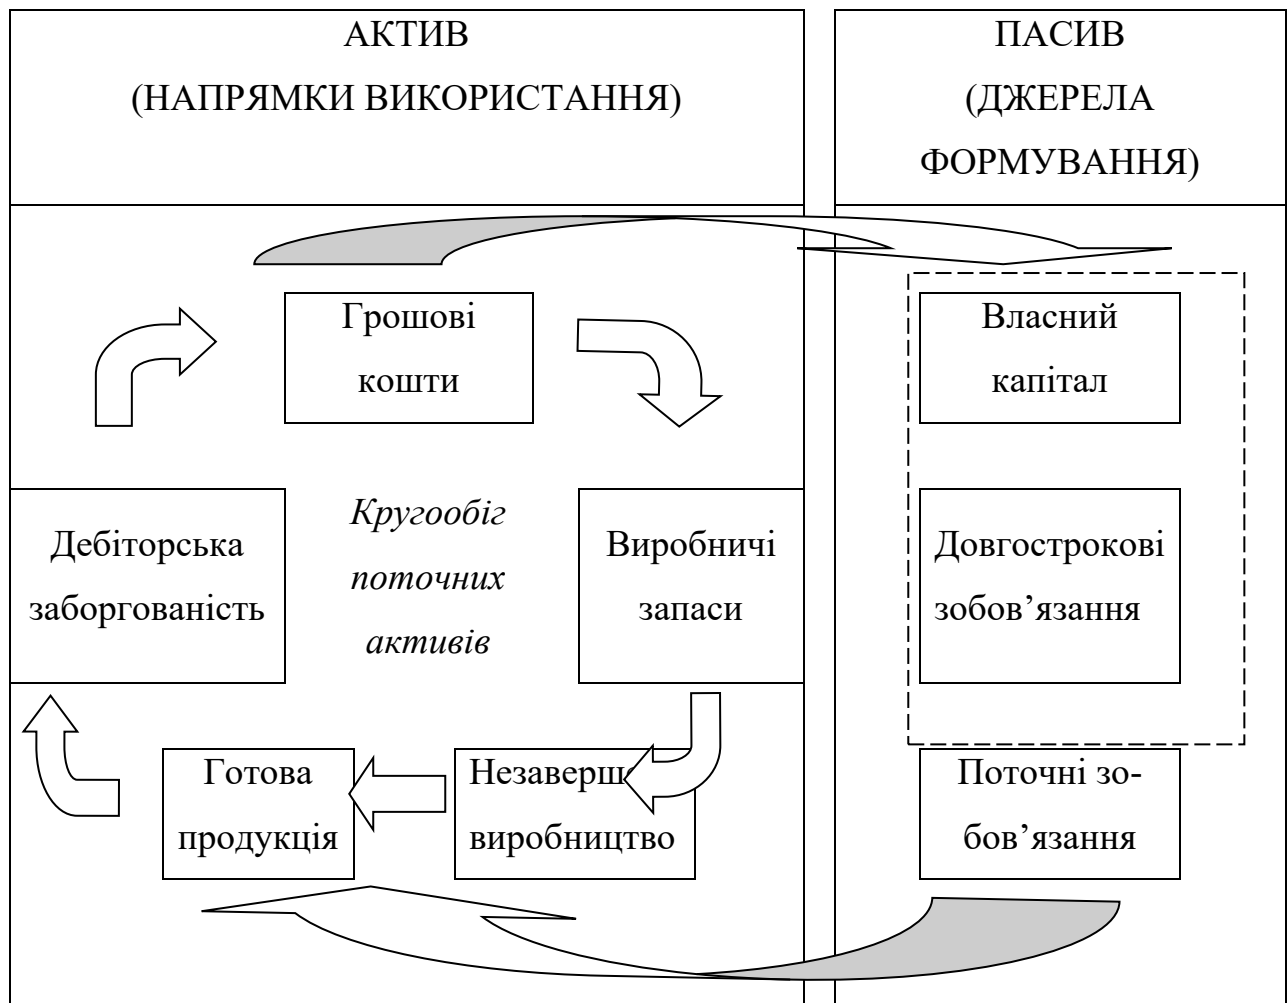 АКТИВ
(НАПРЯМКИ ВИКОРИСТАННЯ)
ПАСИВ
(ДЖЕРЕЛА
ФОРМУВАННЯ)
Грошові
кошти
Власний
капітал
Дебіторська
заборгованість
Кругообіг
поточних
активів
Виробничі
запаси
Довгострокові
зобов’язання
Готова
продукція
виробництво
Поточні зо-
бов’язання